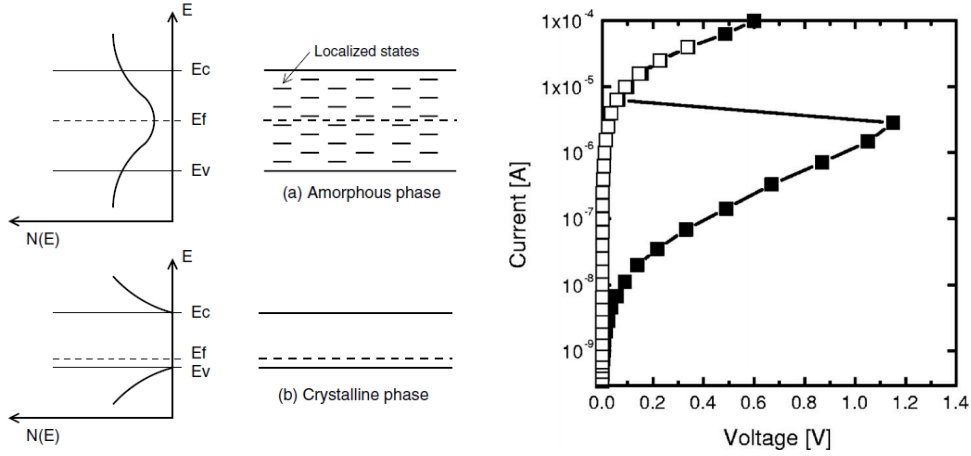 E
Ec
Ef
Ev
N(E)
Localized states
(a) Amorphous phase
E
Ec
Ef
Ev
N(E)
(b) Crystalline phase
Current [A]
1x10⁻⁴
10⁻⁵
10⁻⁶
10⁻⁷
10⁻⁸
10⁻⁹
0.0 0.2 0.4 0.6 0.8 1.0 1.2 1.4
Voltage [V]